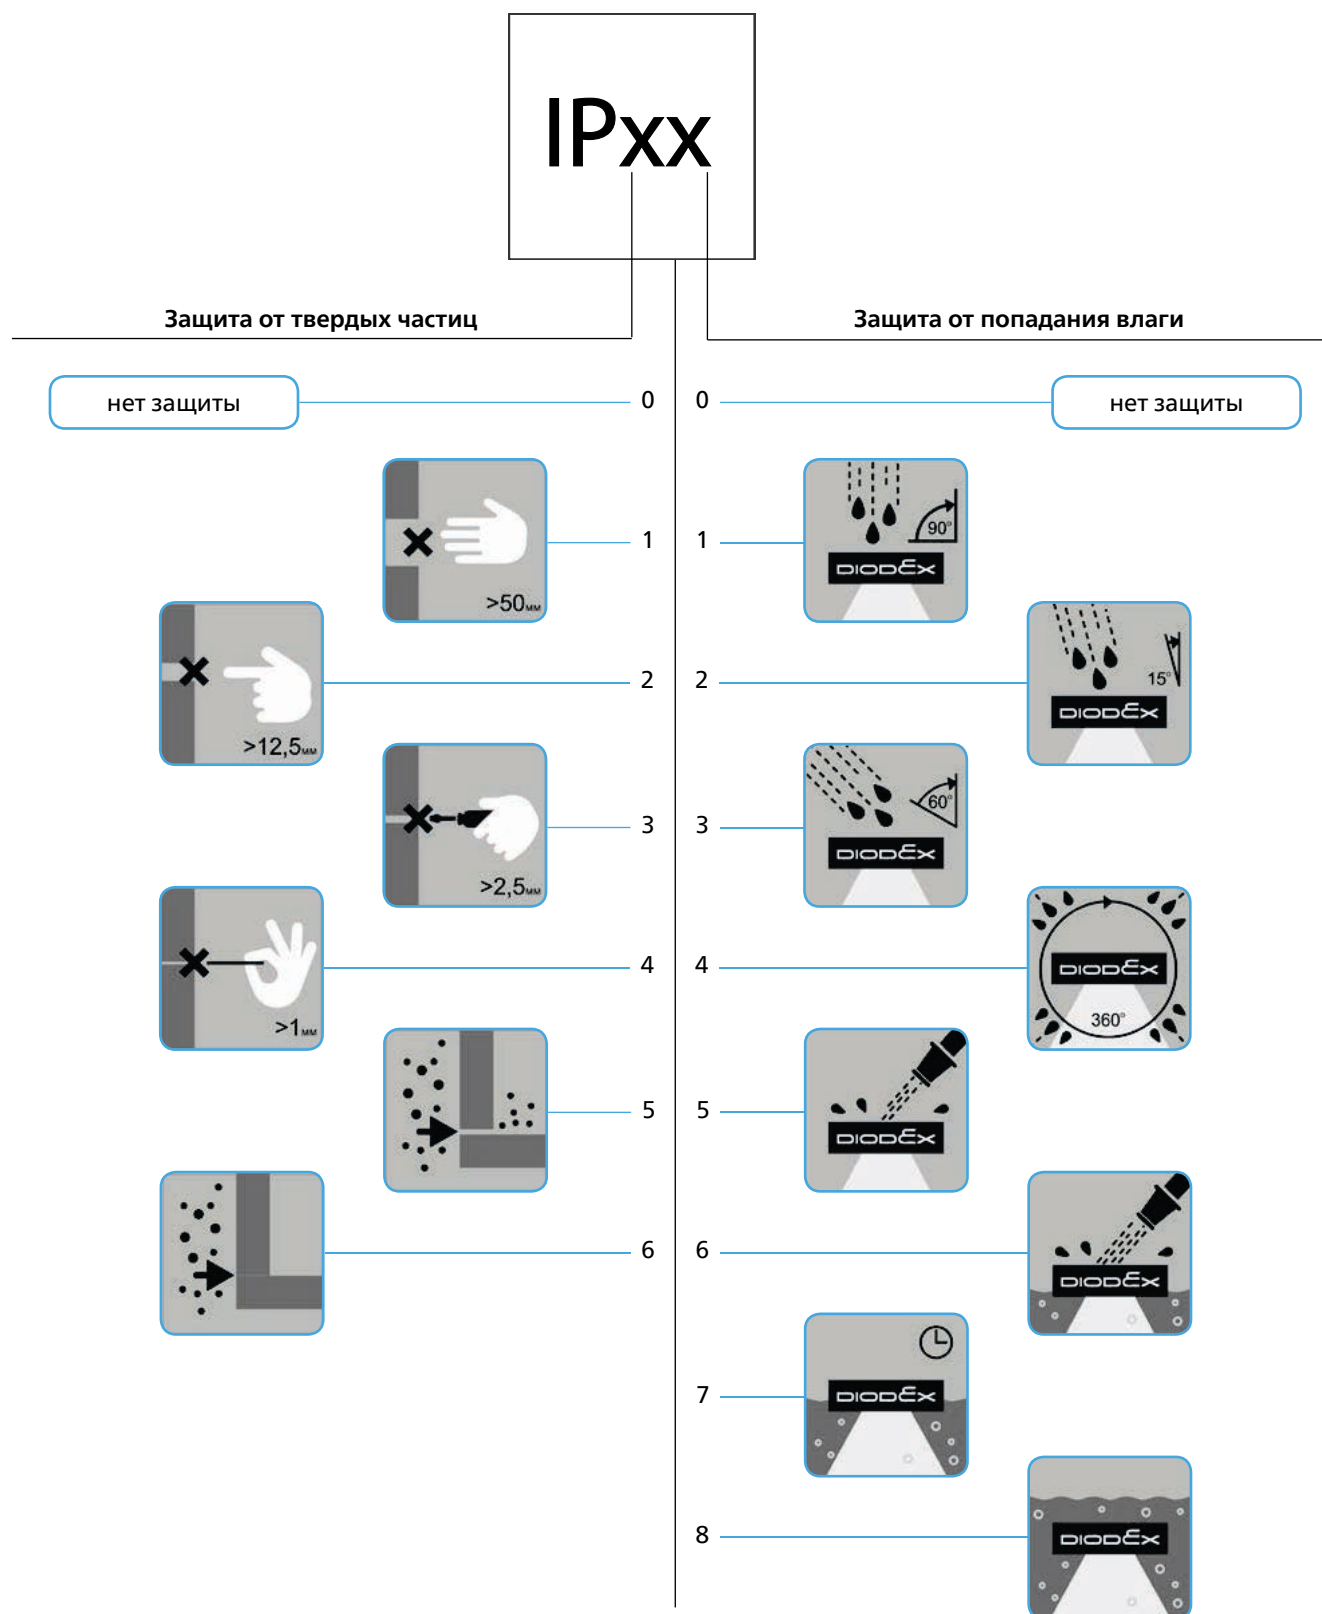 IPxx
Защита от твердых частиц
Защита от попадания влаги
нет защиты
0
0
нет защиты
>50мм
1
1
90°
DIODEX
>12,5мм
2
2
15°
DIODEX
>2,5мм
3
3
60°
DIODEX
>1мм
4
4
DIODEX
360°
5
5
DIODEX
6
6
DIODEX
7
DIODEX
8
DIODEX